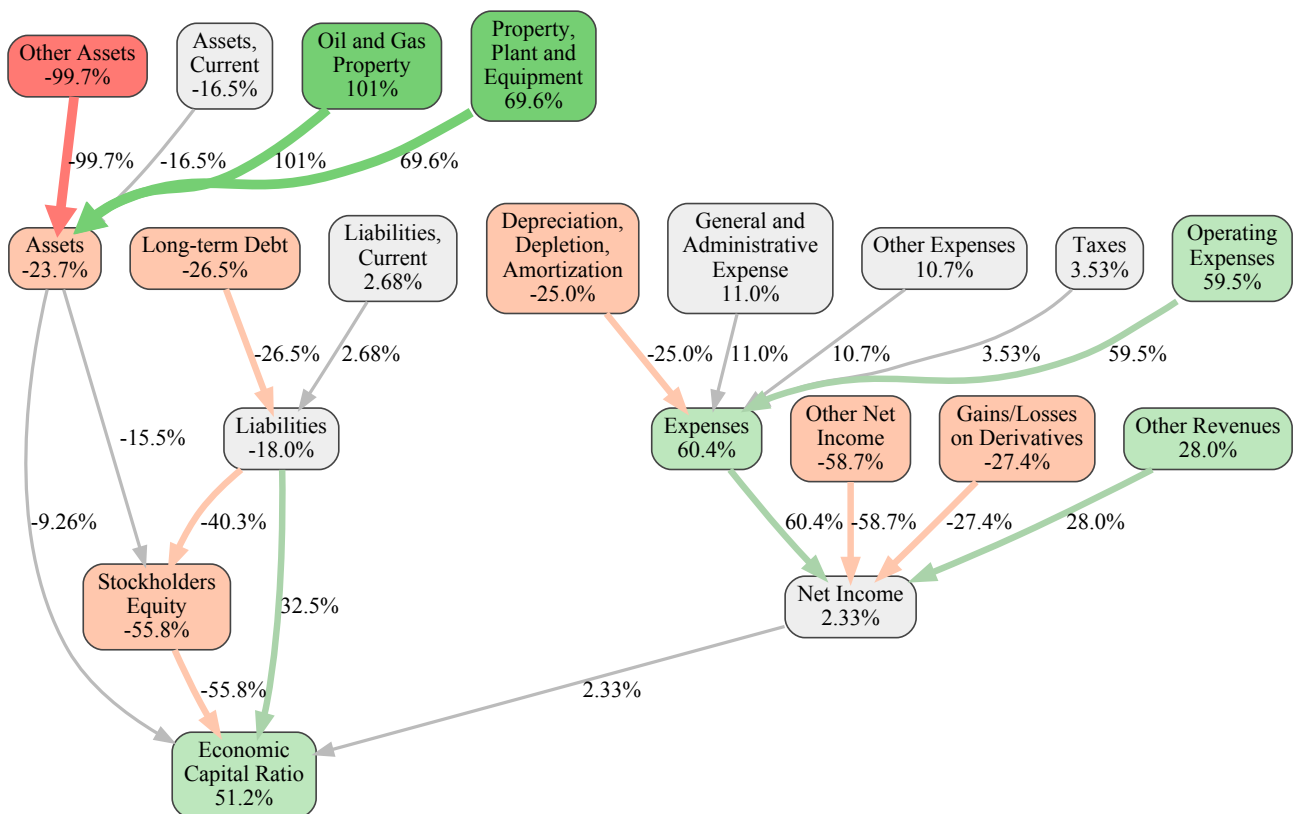 Other Assets
-99.7%
Assets,
Current
-16.5%
Oil and Gas
Property
101%
Property,
Plant and
Equipment
69.6%
-99.7%
-16.5%
101%
69.6%
Assets
-23.7%
Long-term Debt
-26.5%
Liabilities,
Current
2.68%
Depreciation,
Depletion,
Amortization
-25.0%
General and
Administrative
Expense
11.0%
Other Expenses
10.7%
Taxes
3.53%
Operating
Expenses
59.5%
-26.5%
2.68%
-25.0%
11.0%
10.7%
3.53%
59.5%
Liabilities
-18.0%
Expenses
60.4%
Other Net
Income
-58.7%
Gains/Losses
on Derivatives
-27.4%
Other Revenues
28.0%
-15.5%
-9.26%
-40.3%
60.4%
-58.7%
-27.4%
28.0%
Stockholders
Equity
-55.8%
32.5%
Net Income
2.33%
-55.8%
2.33%
Economic
Capital Ratio
51.2%